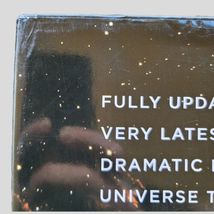 FULLY UPDA
VERY LATES
DRAMATIC
UNIVERSE T